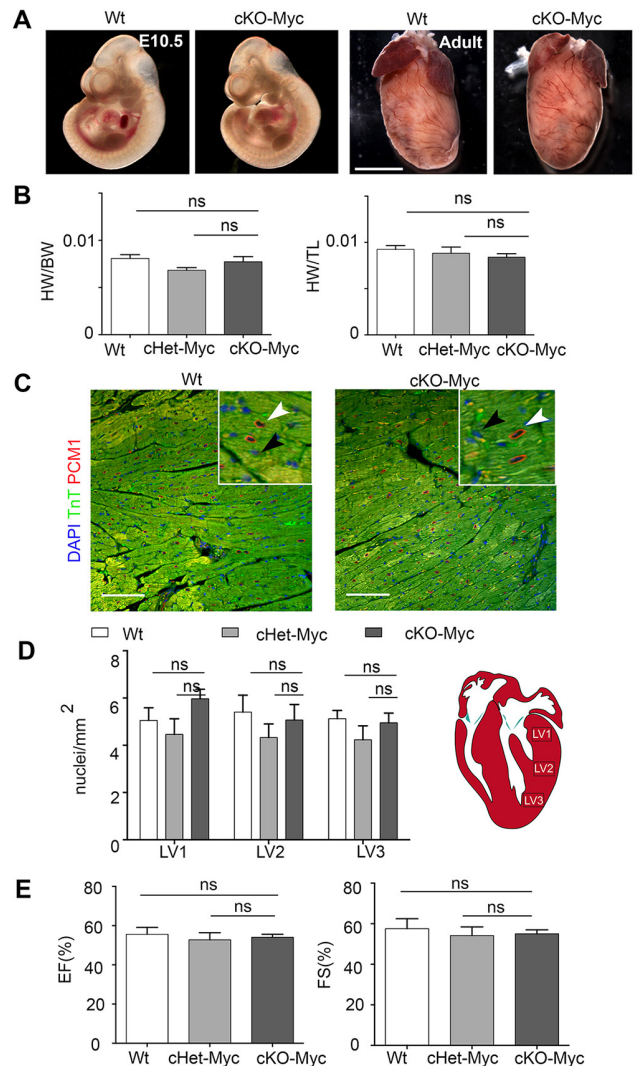 A
Wt
cKO-Myc
Wt
cKO-Myc
E10.5
Adult
B
HW/BW
0.01
0
ns
ns
Wt
cHet-Myc
cKO-Myc
HW/TL
0.01
0
ns
ns
Wt
cHet-Myc
cKO-Myc
C
Wt
cKO-Myc
DAPI TnT PCM1
Wt
cHet-Myc
cKO-Myc
D
nuclei/mm2
8
6
4
2
0
ns
ns
ns
ns
ns
ns
LV1
LV2
LV3
LV1
LV2
LV3
E
EF(%)
80
60
40
20
0
ns
ns
Wt
cHet-Myc
cKO-Myc
FS(%)
80
60
40
20
0
ns
ns
Wt
cHet-Myc
cKO-Myc